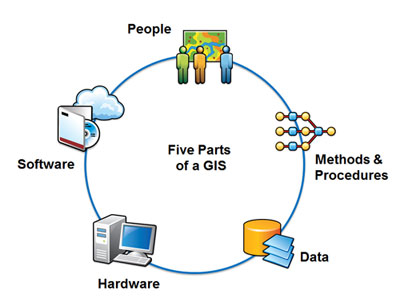 People
Five Parts
of a GIS
Methods &
Procedures
Software
Data
Hardware